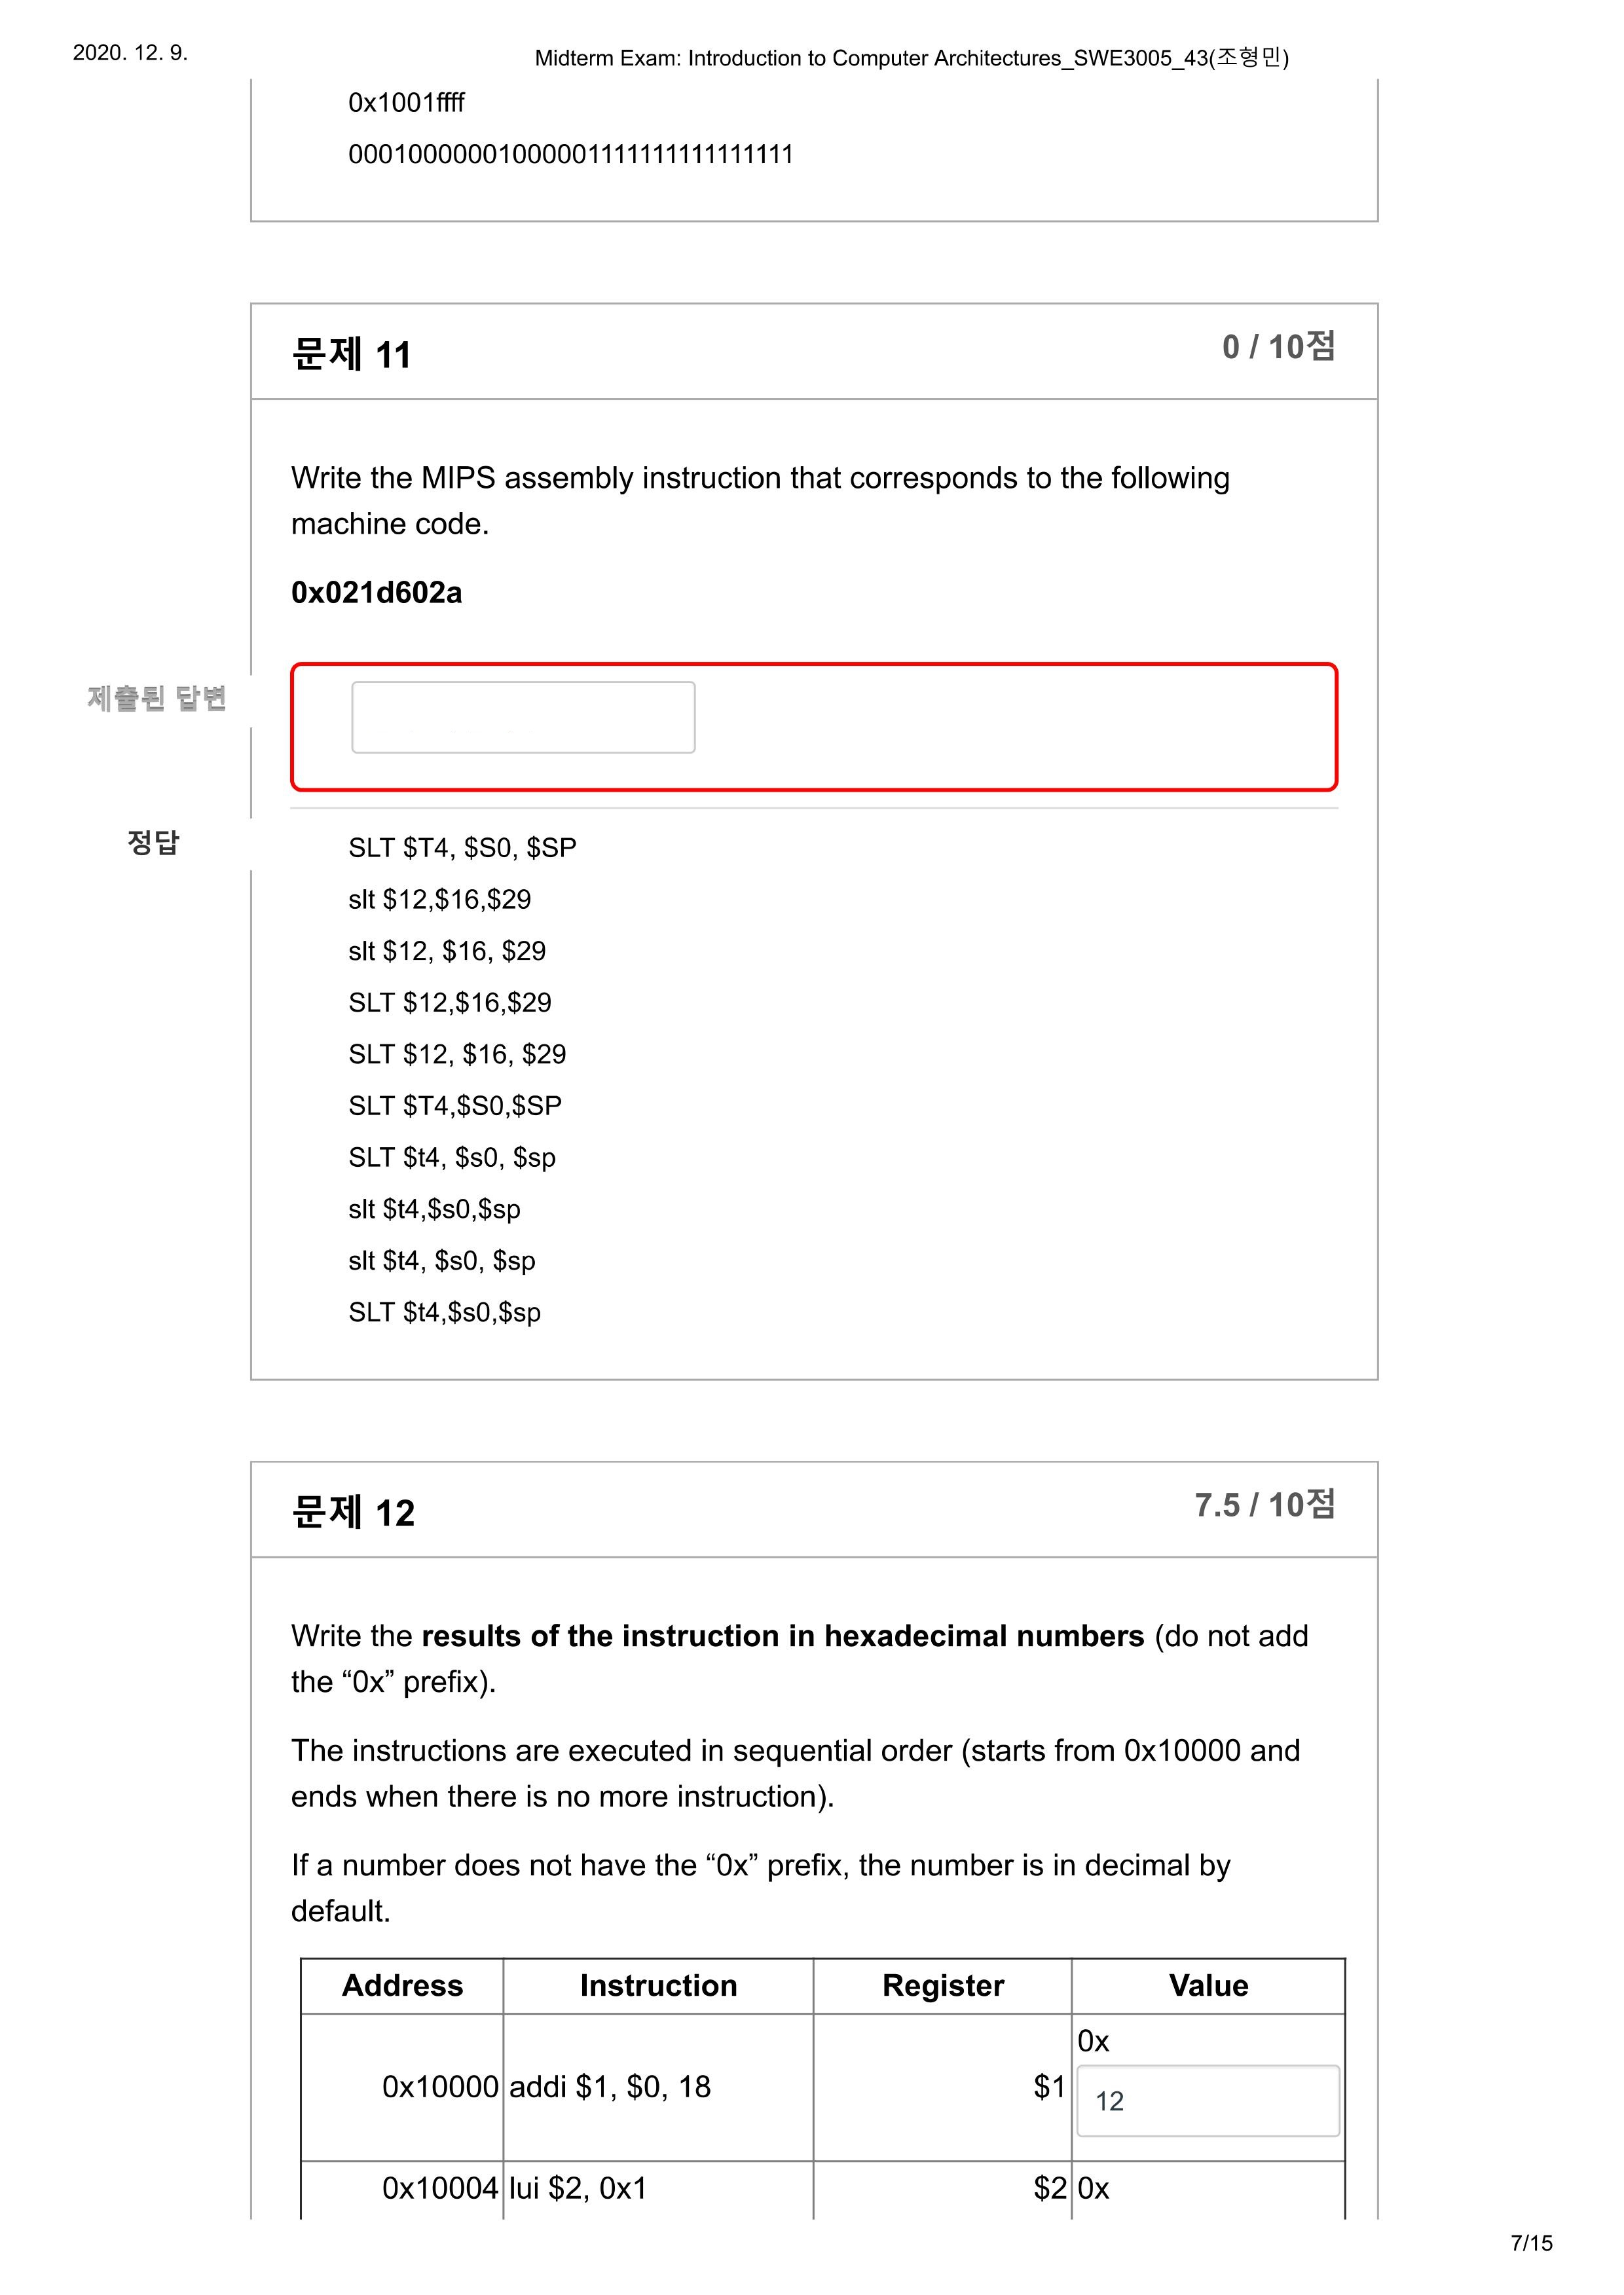 2020. 12. 9.
Midterm Exam: Introduction to Computer Architectures_SWE3005_43(조형민)
0x1001ffff
00010000001000001111111111111111
문제 11
0 / 10점
Write the MIPS assembly instruction that corresponds to the following
machine code.
0x021d602a
제출된 답변
정답
SLT $T4, $S0, $SP
slt $12,$16,$29
slt $12, $16, $29
SLT $12,$16,$29
SLT $12, $16, $29
SLT $T4,$S0,$SP
SLT $t4, $s0, $sp
slt $t4,$s0,$sp
slt $t4, $s0, $sp
SLT $t4,$s0,$sp
문제 12
7.5 / 10점
Write the results of the instruction in hexadecimal numbers (do not add
the “0x” prefix).
The instructions are executed in sequential order (starts from 0x10000 and
ends when there is no more instruction).
If a number does not have the “0x” prefix, the number is in decimal by
default.
Address Instruction Register Value
0x
0x10000 addi $1, $0, 18 $1
12
0x10004 lui $2, 0x1 $2 0x
7/15